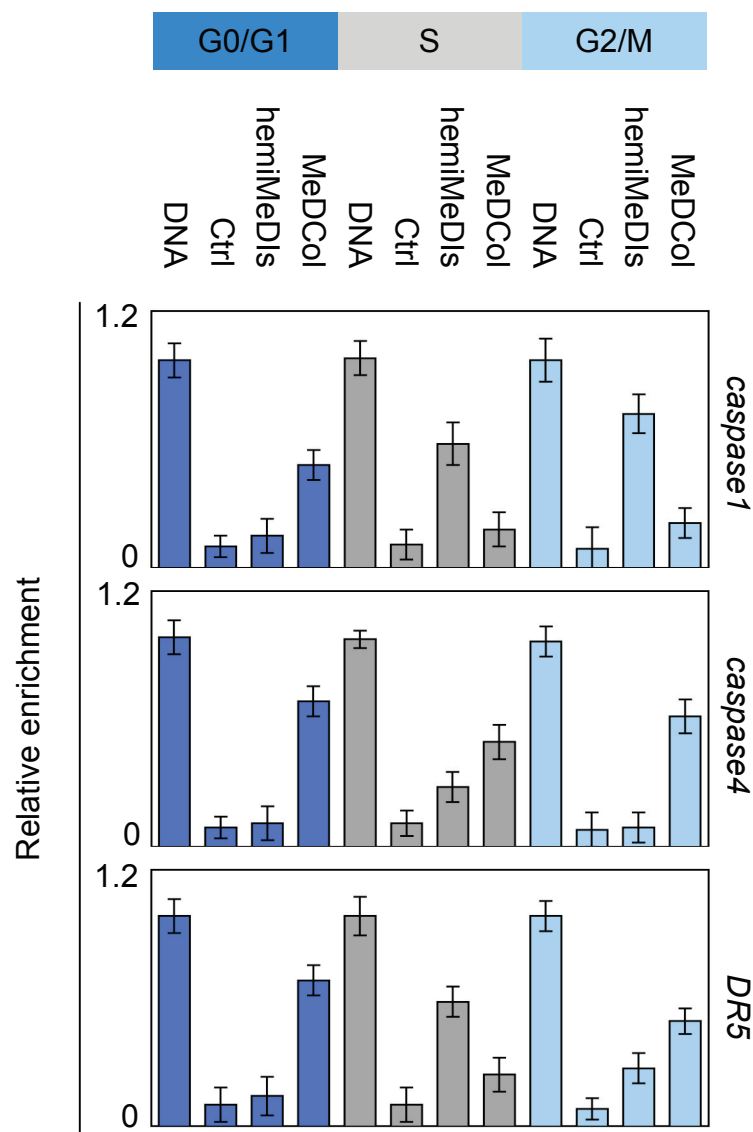 G0/G1 S G2/M
DNA
Ctrl
hemiMeDIs
MeDCol
DNA
Ctrl
hemiMeDIs
MeDCol
DNA
Ctrl
hemiMeDIs
MeDCol
Relative enrichment
1.2
0
caspase1
1.2
0
caspase4
1.2
0
DR5